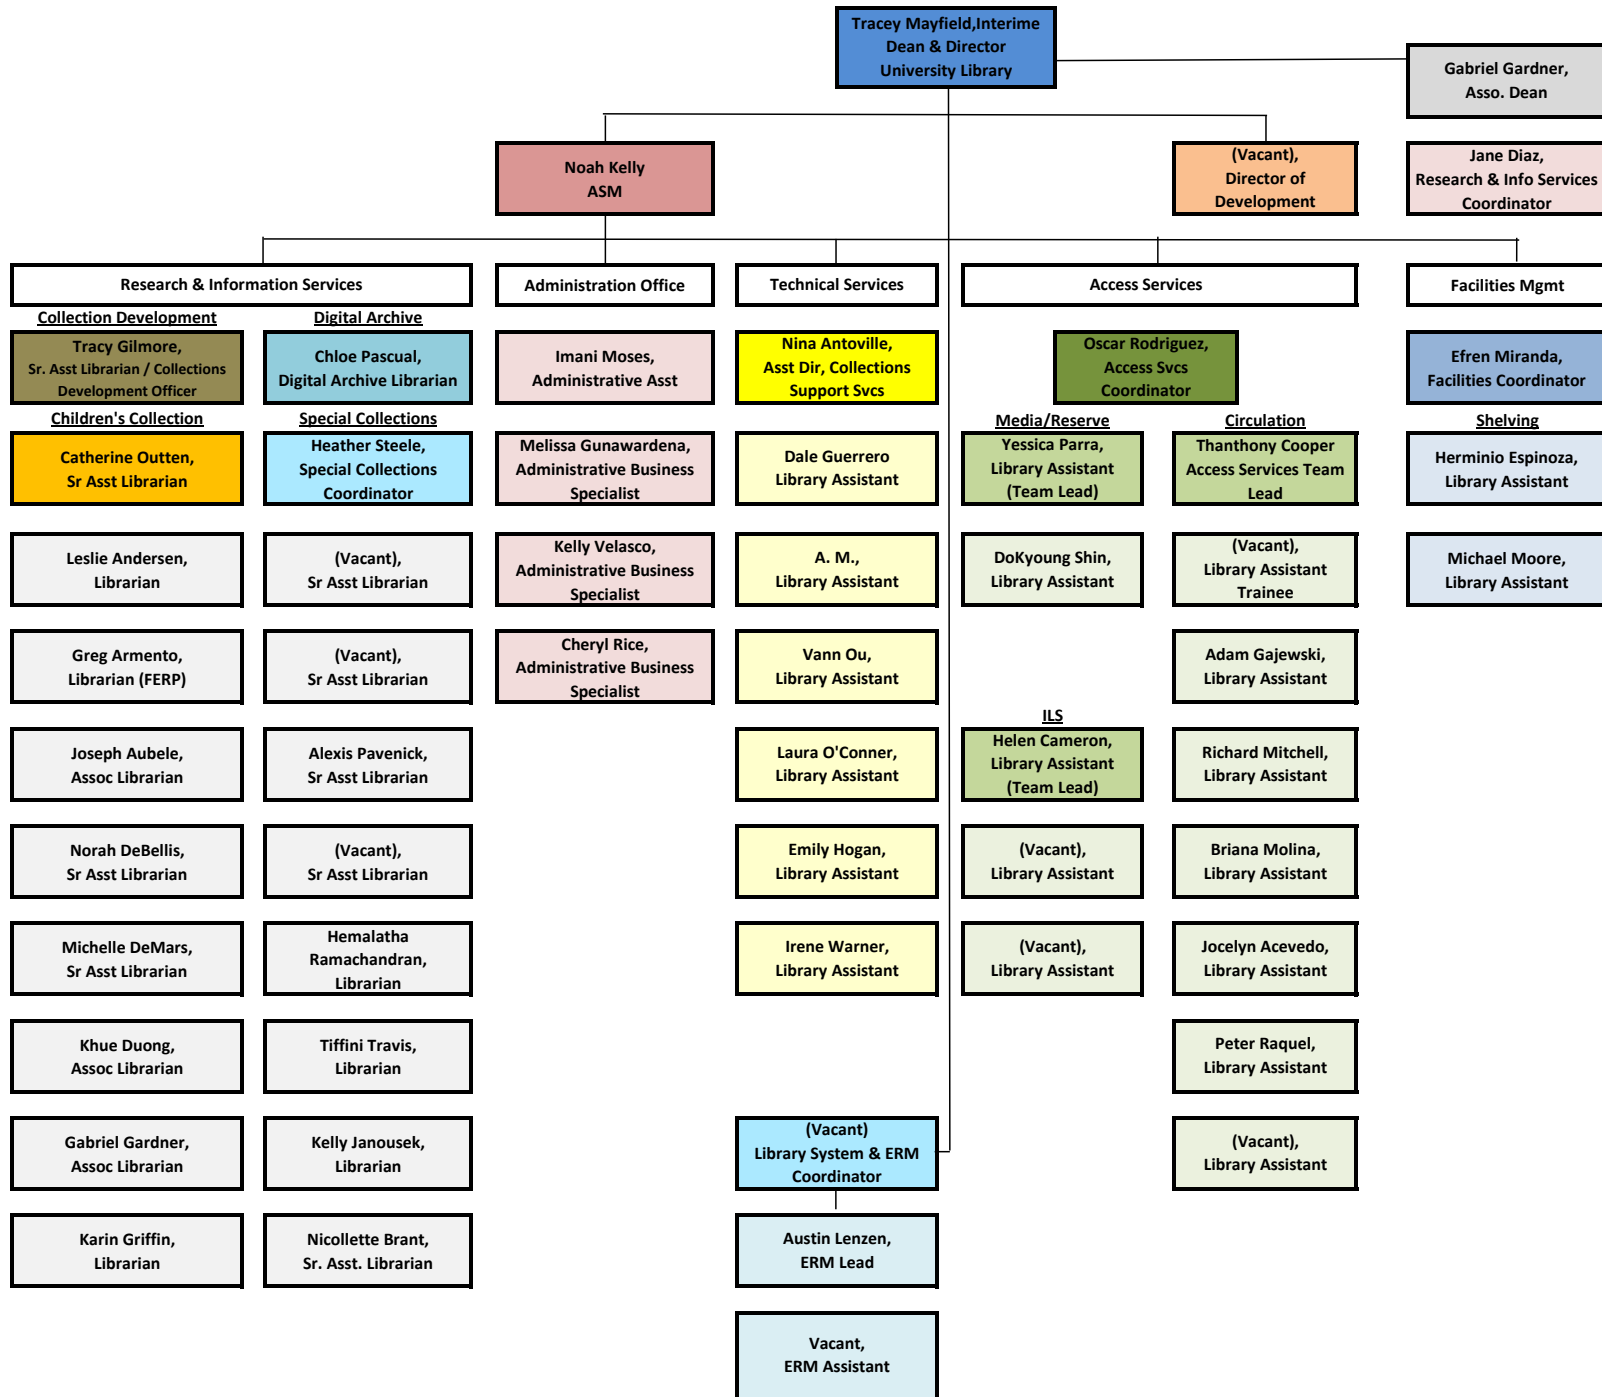 Tracey Mayfield,Interime
Dean & Director
University Library
Gabriel Gardner,
Asso. Dean
Noah Kelly
ASM
(Vacant),
Director of
Development
Jane Diaz,
Research & Info Services
Coordinator
Research & Information Services
Administration Office
Technical Services
Access Services
Facilities Mgmt
Collection Development
Tracy Gilmore,
Sr. Asst Librarian / Collections
Development Officer
Digital Archive
Chloe Pascual,
Digital Archive Librarian
Imani Moses,
Administrative Asst
Nina Antoville,
Asst Dir, Collections
Support Svcs
Oscar Rodriguez,
Access Svcs
Coordinator
Efren Miranda,
Facilities Coordinator
Children's Collection
Catherine Outten,
Sr Asst Librarian
Special Collections
Heather Steele,
Special Collections
Coordinator
Melissa Gunawardena,
Administrative Business
Specialist
Dale Guerrero
Library Assistant
Media/Reserve
Yessica Parra,
Library Assistant
(Team Lead)
Circulation
Thanthony Cooper
Access Services Team
Lead
Shelving
Herminio Espinoza,
Library Assistant
Leslie Andersen,
Librarian
(Vacant),
Sr Asst Librarian
Kelly Velasco,
Administrative Business
Specialist
A. M.,
Library Assistant
DoKyoung Shin,
Library Assistant
(Vacant),
Library Assistant
Trainee
Michael Moore,
Library Assistant
Greg Armento,
Librarian (FERP)
(Vacant),
Sr Asst Librarian
Cheryl Rice,
Administrative Business
Specialist
Vann Ou,
Library Assistant
Adam Gajewski,
Library Assistant
Joseph Aubele,
Assoc Librarian
Alexis Pavenick,
Sr Asst Librarian
Laura O'Conner,
Library Assistant
ILS
Helen Cameron,
Library Assistant
(Team Lead)
Richard Mitchell,
Library Assistant
Norah DeBellis,
Sr Asst Librarian
(Vacant),
Sr Asst Librarian
Emily Hogan,
Library Assistant
(Vacant),
Library Assistant
Briana Molina,
Library Assistant
Michelle DeMars,
Sr Asst Librarian
Hemalatha
Ramachandran,
Librarian
Irene Warner,
Library Assistant
(Vacant),
Library Assistant
Jocelyn Acevedo,
Library Assistant
Khue Duong,
Assoc Librarian
Tiffini Travis,
Librarian
Peter Raquel,
Library Assistant
Gabriel Gardner,
Assoc Librarian
Kelly Janousek,
Librarian
(Vacant)
Library System & ERM
Coordinator
(Vacant),
Library Assistant
Karin Griffin,
Librarian
Nicollette Brant,
Sr. Asst. Librarian
Austin Lenzen,
ERM Lead
Vacant,
ERM Assistant